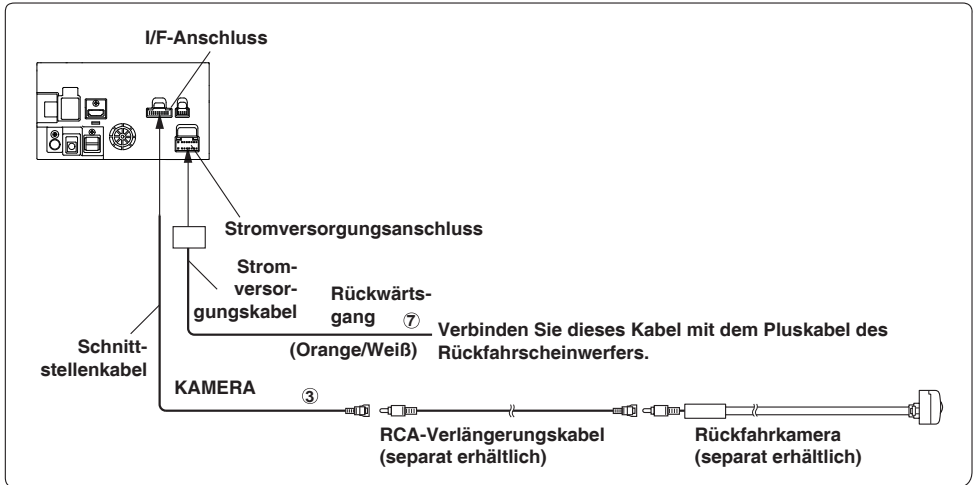 I/F-Anschluss
Stromversorgungsanschluss
Strom-
versor-
gungskabel
Rückwärts-
gang ⑦
(Orange/Weiß)
Verbinden Sie dieses Kabel mit dem Pluskabel des
Rückfahrscheinwerfers.
Schnitt-
stellenkabel
KAMERA
③
RCA-Verlängerungskabel
(separat erhältlich)
Rückfahrkamera
(separat erhältlich)